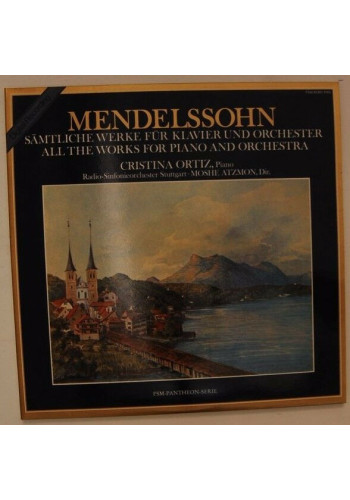 MENDELSSOHN
SÄMTLICHE WERKE FÜR KLAVIER UND ORCHESTER
ALL THE WORKS FOR PIANO AND ORCHESTRA
CRISTINA ORTIZ, Piano
Radio-Sinfonieorchester Stuttgart · MOSHE ATZMON, Dir.
FSM-PANTHEON-SERIE